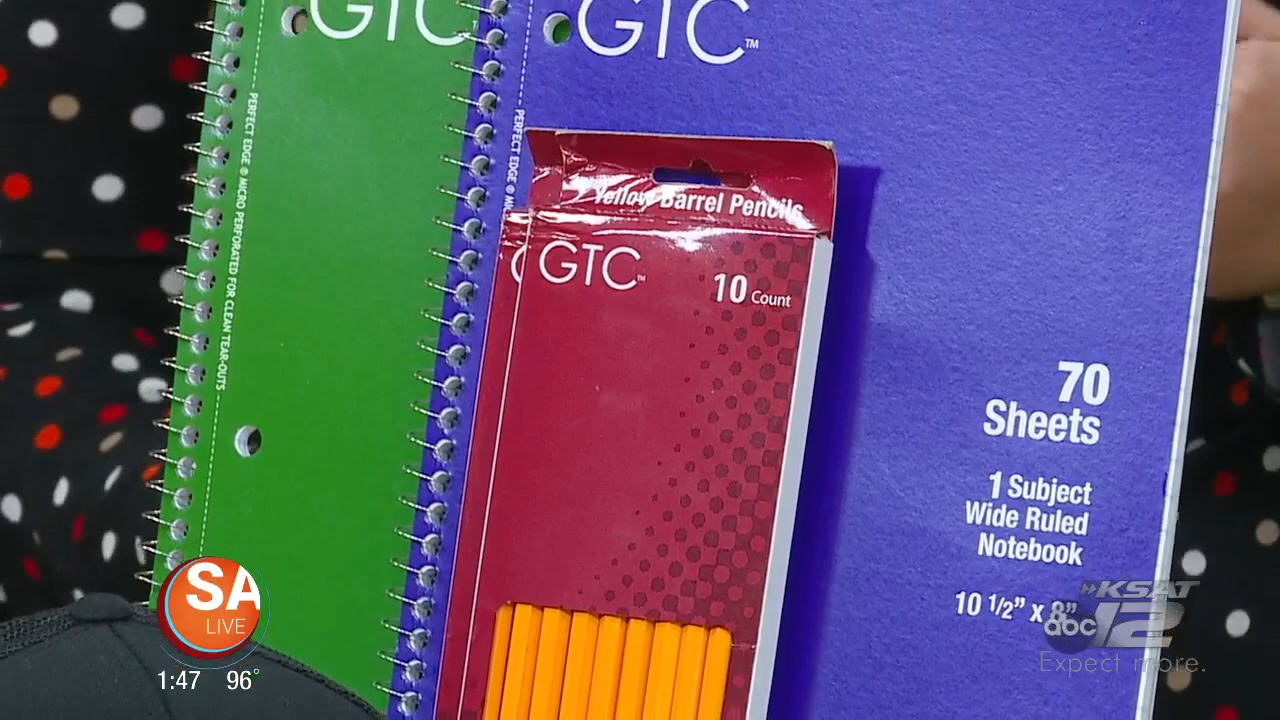 GTC
GTC™
PERFECT EDGE ® MICRO PERFORATED FOR CLEAN TEAR-OUTS
PERFECT EDGE ®
Yellow Barrel Pencils
GTC™
10 Count
70
Sheets
1 Subject
Wide Ruled
Notebook
10 1/2” x 8”
SA
LIVE
1:47 96°
KSAT
abc 12
Expect more.